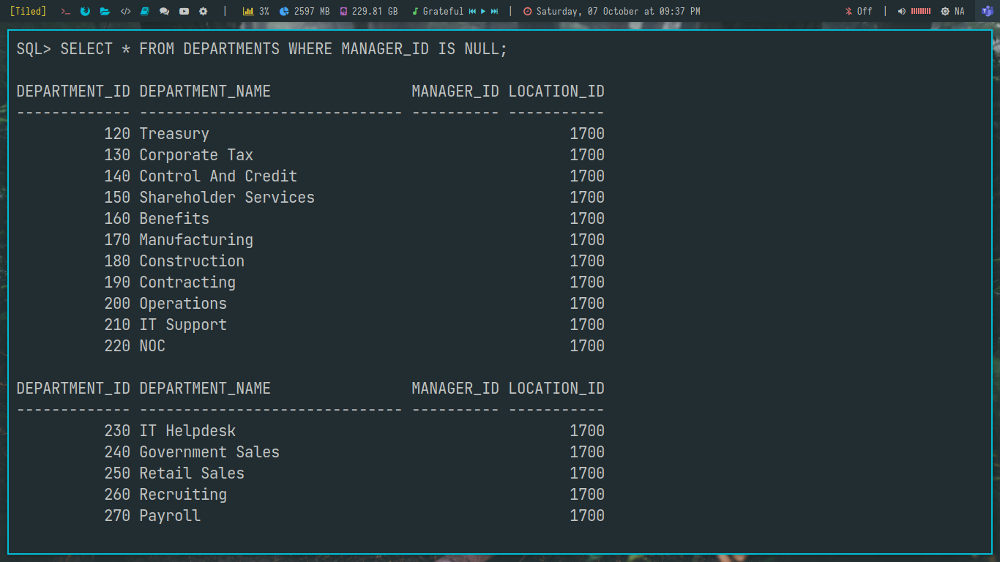 [Tiled] | 3% 2597 MB 229.81 GB Grateful | Saturday, 07 October at 09:37 PM Off | NA
SQL> SELECT * FROM DEPARTMENTS WHERE MANAGER_ID IS NULL;
DEPARTMENT_ID DEPARTMENT_NAME                MANAGER_ID LOCATION_ID
------------- ------------------------------ ---------- -----------
          120 Treasury                                         1700
          130 Corporate Tax                                    1700
          140 Control And Credit                               1700
          150 Shareholder Services                             1700
          160 Benefits                                         1700
          170 Manufacturing                                    1700
          180 Construction                                     1700
          190 Contracting                                      1700
          200 Operations                                       1700
          210 IT Support                                       1700
          220 NOC                                              1700
DEPARTMENT_ID DEPARTMENT_NAME                MANAGER_ID LOCATION_ID
------------- ------------------------------ ---------- -----------
          230 IT Helpdesk                                      1700
          240 Government Sales                                 1700
          250 Retail Sales                                     1700
          260 Recruiting                                       1700
          270 Payroll                                          1700